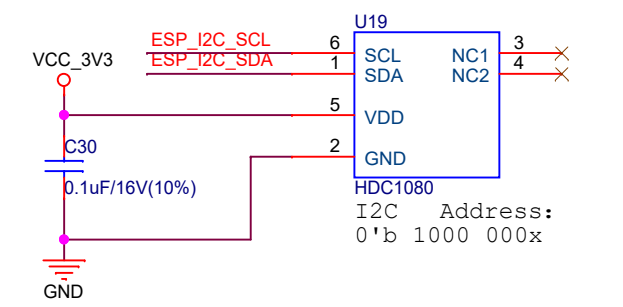 U19
ESP_I2C_SCL 6 SCL NC1 3
VCC_3V3 ESP_I2C_SDA 1 SDA NC2 4
5 VDD
2 GND
C30
0.1uF/16V(10%)
HDC1080
I2C Address:
0'b 1000 000x
GND